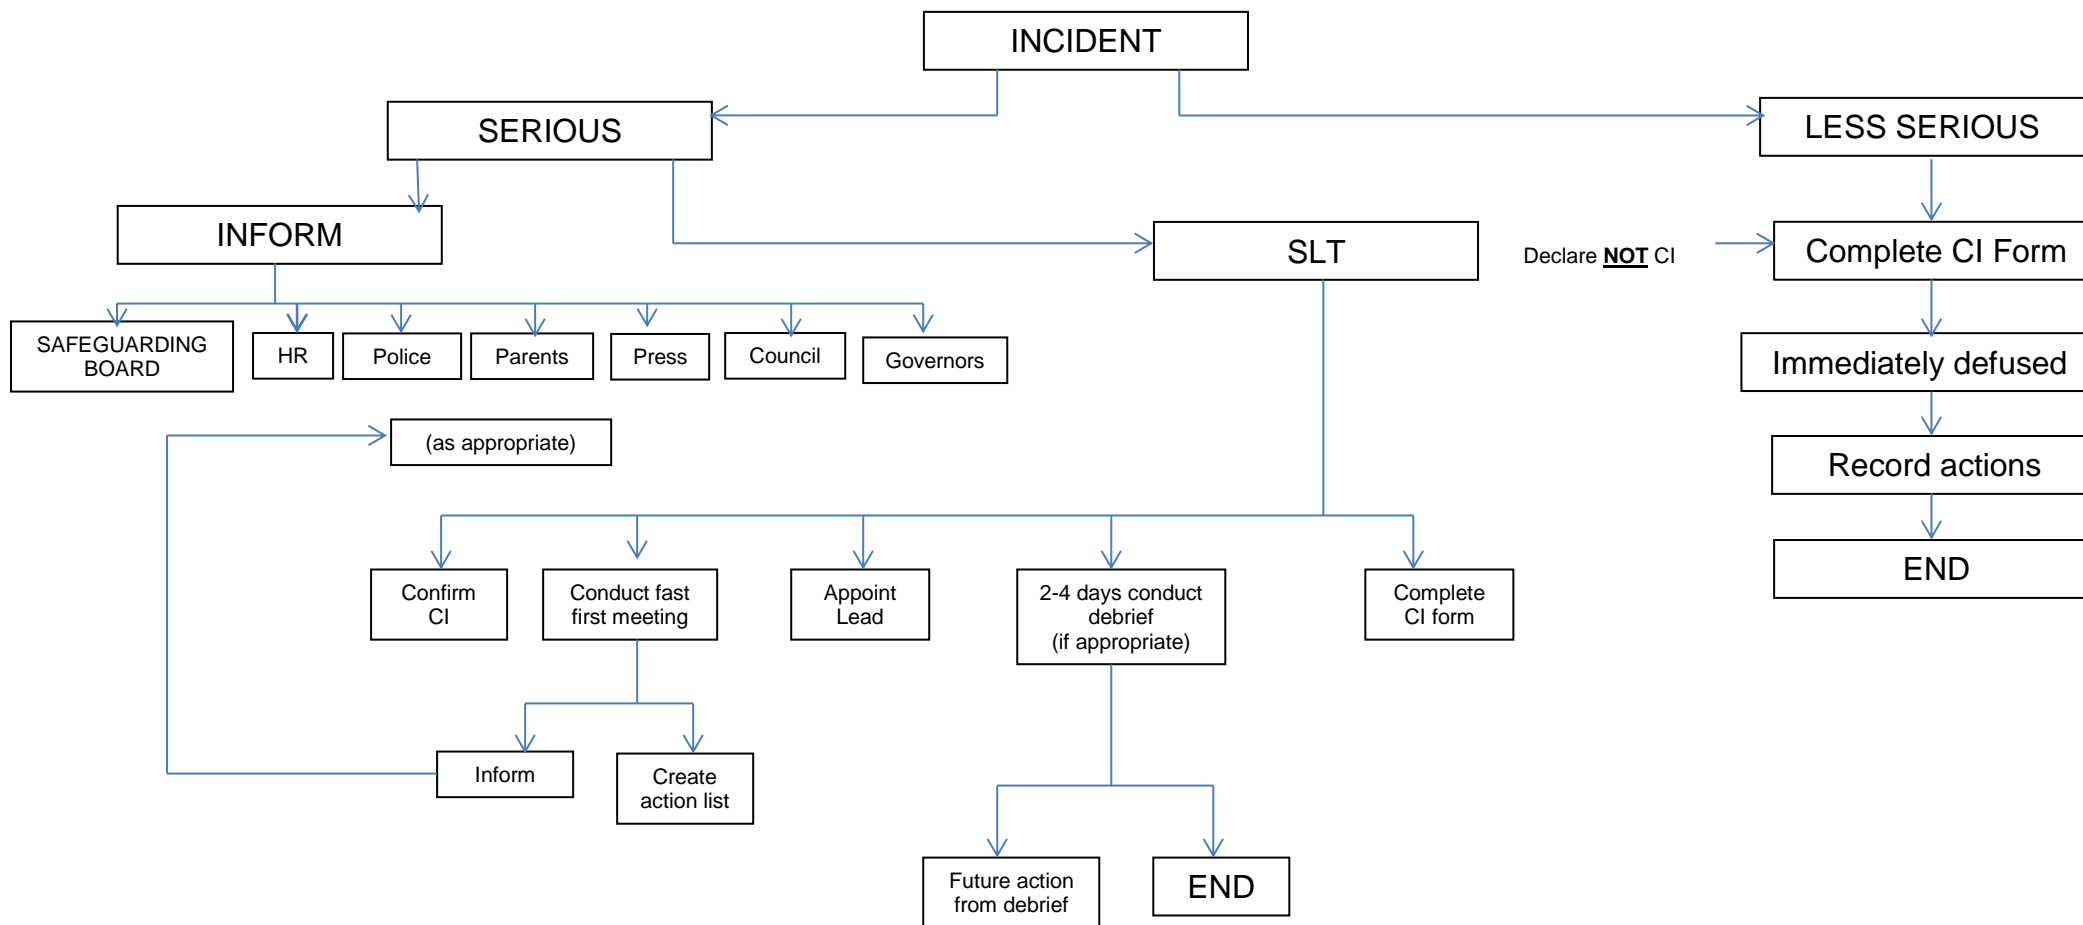 INCIDENT
SERIOUS
LESS SERIOUS
INFORM
SLT
Declare NOT CI
Complete CI Form
SAFEGUARDING
BOARD
HR
Police
Parents
Press
Council
Governors
Immediately defused
(as appropriate)
Record actions
END
Confirm
CI
Conduct fast
first meeting
Appoint
Lead
2-4 days conduct
debrief
(if appropriate)
Complete
CI form
Inform
Create
action list
Future action
from debrief
END